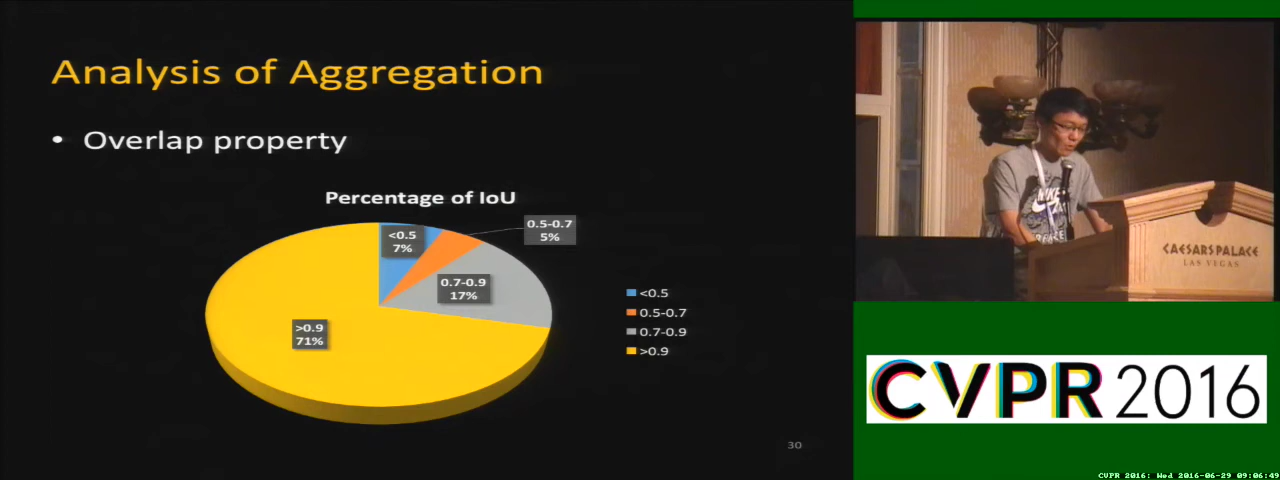 Analysis of Aggregation
• Overlap property
Percentage of IoU
<0.5
7%
0.5-0.7
5%
0.7-0.9
17%
>0.9
71%
<0.5
0.5-0.7
0.7-0.9
>0.9
30
NIKE
CAESARS PALACE
LAS VEGAS
CVPR 2016
CVPR 2016: Wed 2016-06-29 09:06:49